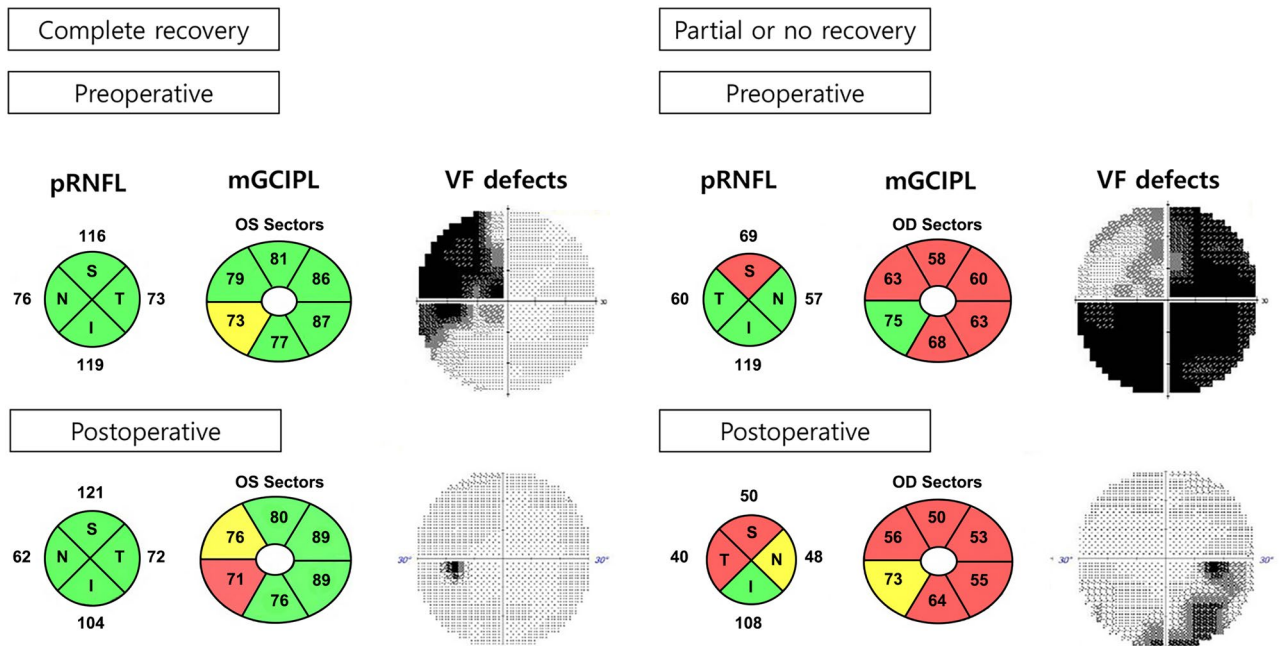 Complete recovery
Partial or no recovery
Preoperative
Preoperative
pRNFL
mGCIPL
VF defects
pRNFL
mGCIPL
VF defects
OS Sectors
OD Sectors
116
81
69
58
S
79
86
S
63
60
76
N
T
73
60
T
N
57
30
30
I
73
87
I
75
63
77
68
119
119
Postoperative
Postoperative
OS Sectors
OD Sectors
121
80
50
50
S
76
89
S
56
53
62
N
T
72
40
T
N
48
30°
30°
30°
I
71
89
I
73
55
76
64
104
108